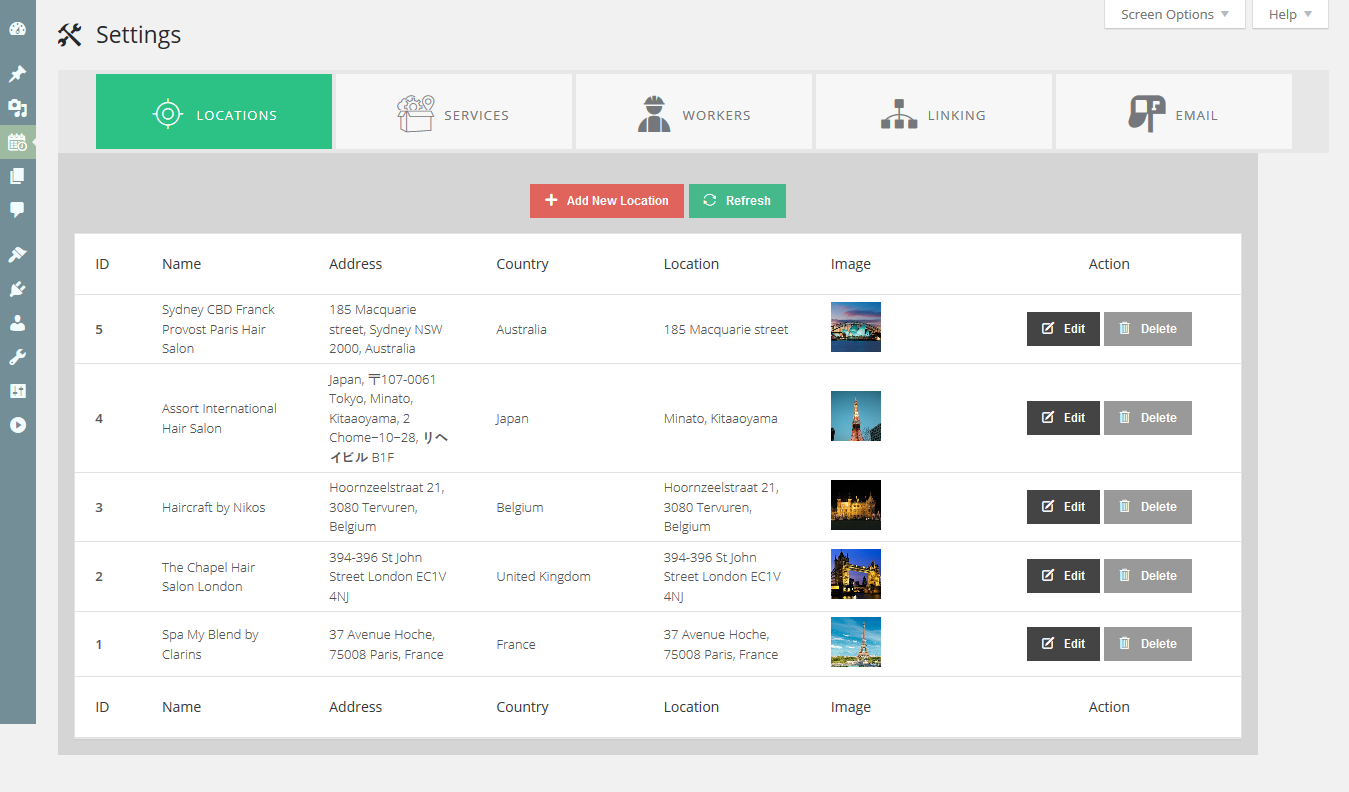 Screen Options
Help
Settings
LOCATIONS
SERVICES
WORKERS
LINKING
EMAIL
Add New Location
Refresh
ID
Name
Address
Country
Location
Image
Action
5
Sydney CBD Franck
Provost Paris Hair
Salon
185 Macquarie
street, Sydney NSW
2000, Australia
Australia
185 Macquarie street
Edit
Delete
4
Assort International
Hair Salon
Japan, 〒107-0061
Tokyo, Minato,
Kitaaoyama, 2
Chome−10−28, リヘ
イビル B1F
Japan
Minato, Kitaaoyama
Edit
Delete
3
Haircraft by Nikos
Hoornzeelstraat 21,
3080 Tervuren,
Belgium
Belgium
Hoornzeelstraat 21,
3080 Tervuren,
Belgium
Edit
Delete
2
The Chapel Hair
Salon London
394-396 St John
Street London EC1V
4NJ
United Kingdom
394-396 St John
Street London EC1V
4NJ
Edit
Delete
1
Spa My Blend by
Clarins
37 Avenue Hoche,
75008 Paris, France
France
37 Avenue Hoche,
75008 Paris, France
Edit
Delete
ID
Name
Address
Country
Location
Image
Action